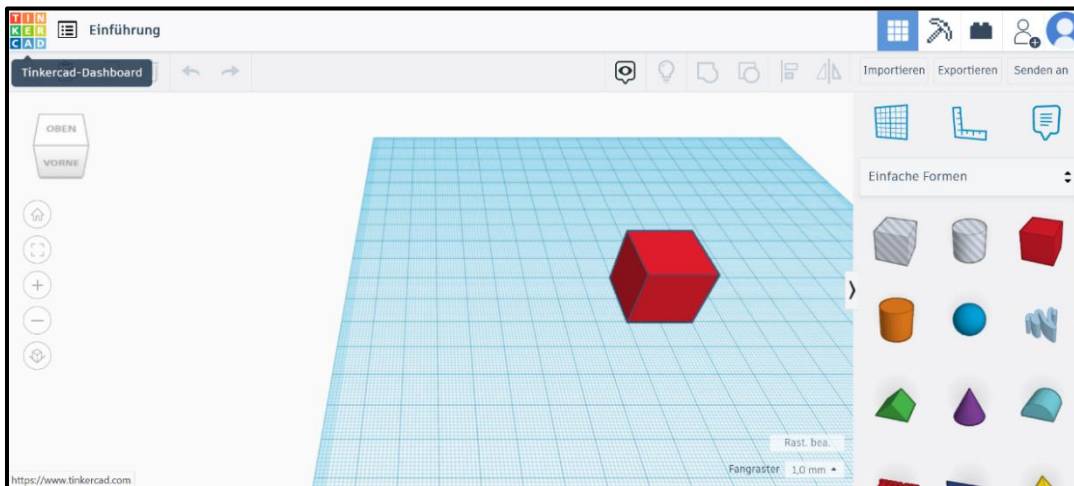 TIN
KER
CAD
Einführung
Tinkercad-Dashboard
Importieren Exportieren Senden an
OBEN
VORNE
Einfache Formen
Rast. bea.
Fangraster 1,0 mm
https://www.tinkercad.com